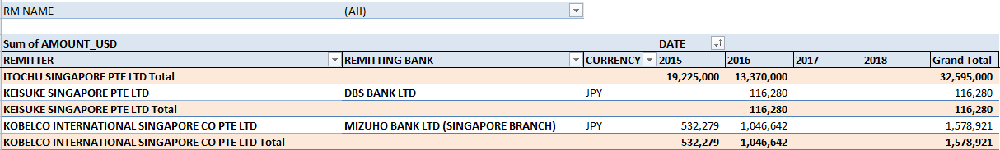 RM NAME (All)
Sum of AMOUNT_USD DATE
REMITTER REMITTING BANK CURRENCY 2015 2016 2017 2018 Grand Total
ITOCHU SINGAPORE PTE LTD Total 19,225,000 13,370,000 32,595,000
KEISUKE SINGAPORE PTE LTD DBS BANK LTD JPY 116,280 116,280
KEISUKE SINGAPORE PTE LTD Total 116,280 116,280
KOBELCO INTERNATIONAL SINGAPORE CO PTE LTD MIZUHO BANK LTD (SINGAPORE BRANCH) JPY 532,279 1,046,642 1,578,921
KOBELCO INTERNATIONAL SINGAPORE CO PTE LTD Total 532,279 1,046,642 1,578,921